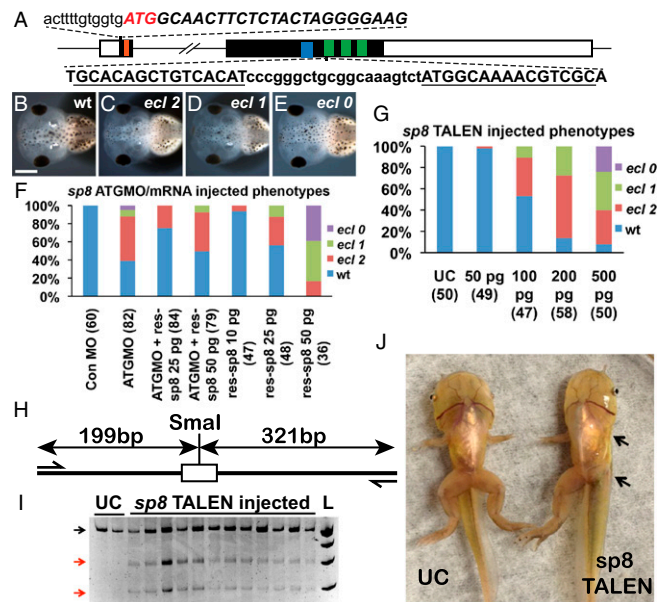 A
acttttgtggtgATGGCAACTTCTCTACTAGGGGAAG
TGCACAGCTGTCACATcccgggctgcggcaaagtctATGGCAAAACGTCGCA
B wt
C ecl 2
D ecl 1
E ecl 0
F
sp8 ATGMO/mRNA injected phenotypes
100%
80%
60%
40%
20%
0%
ecl 0
ecl 1
ecl 2
wt
Con MO (60)
ATGMO (82)
ATGMO + res-
sp8 25 pg (84)
ATGMO + res-
sp8 50 pg (79)
res-sp8 10 pg
(47)
res-sp8 25 pg
(48)
res-sp8 50 pg
(36)
G
sp8 TALEN injected phenotypes
100%
80%
60%
40%
20%
0%
ecl 0
ecl 1
ecl 2
wt
UC
(50)
50 pg
(49)
100
pg
(47)
200
pg
(58)
500
pg
(50)
H
SmaI
199bp
321bp
I
UC
sp8 TALEN injected
L
J
UC
sp8
TALEN